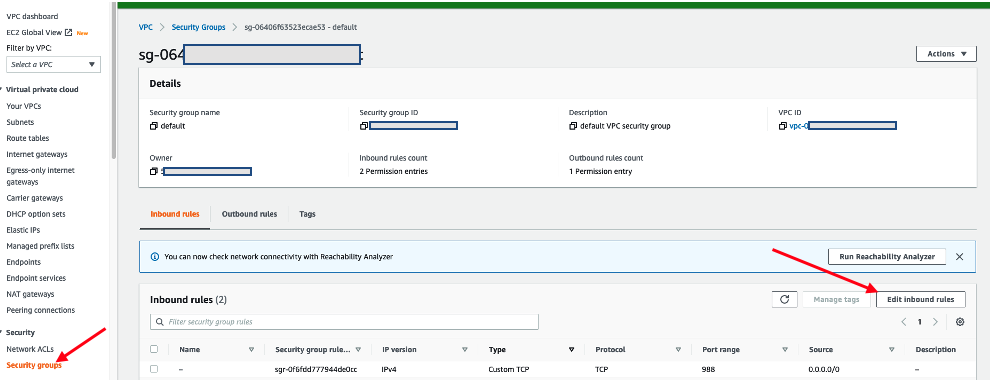 VPC dashboard
EC2 Global View New
Filter by VPC:
Select a VPC
Virtual private cloud
Your VPCs
Subnets
Route tables
Internet gateways
Egress-only internet
gateways
Carrier gateways
DHCP option sets
Elastic IPs
Managed prefix lists
Endpoints
Endpoint services
NAT gateways
Peering connections
Security
Network ACLs
Security groups
VPC > Security Groups > sg-06406f63523ecae53 - default
sg-064
Actions
Details
Security group name
default
Security group ID
Description
default VPC security group
VPC ID
vpc-0
Owner
Inbound rules count
2 Permission entries
Outbound rules count
1 Permission entry
Inbound rules Outbound rules Tags
You can now check network connectivity with Reachability Analyzer Run Reachability Analyzer
Inbound rules (2) Manage tags Edit inbound rules
Filter security group rules 1
Name Security group rule... IP version Type Protocol Port range Source Description
– sgr-0f6fdd777944de0cc IPv4 Custom TCP TCP 988 0.0.0.0/0 –